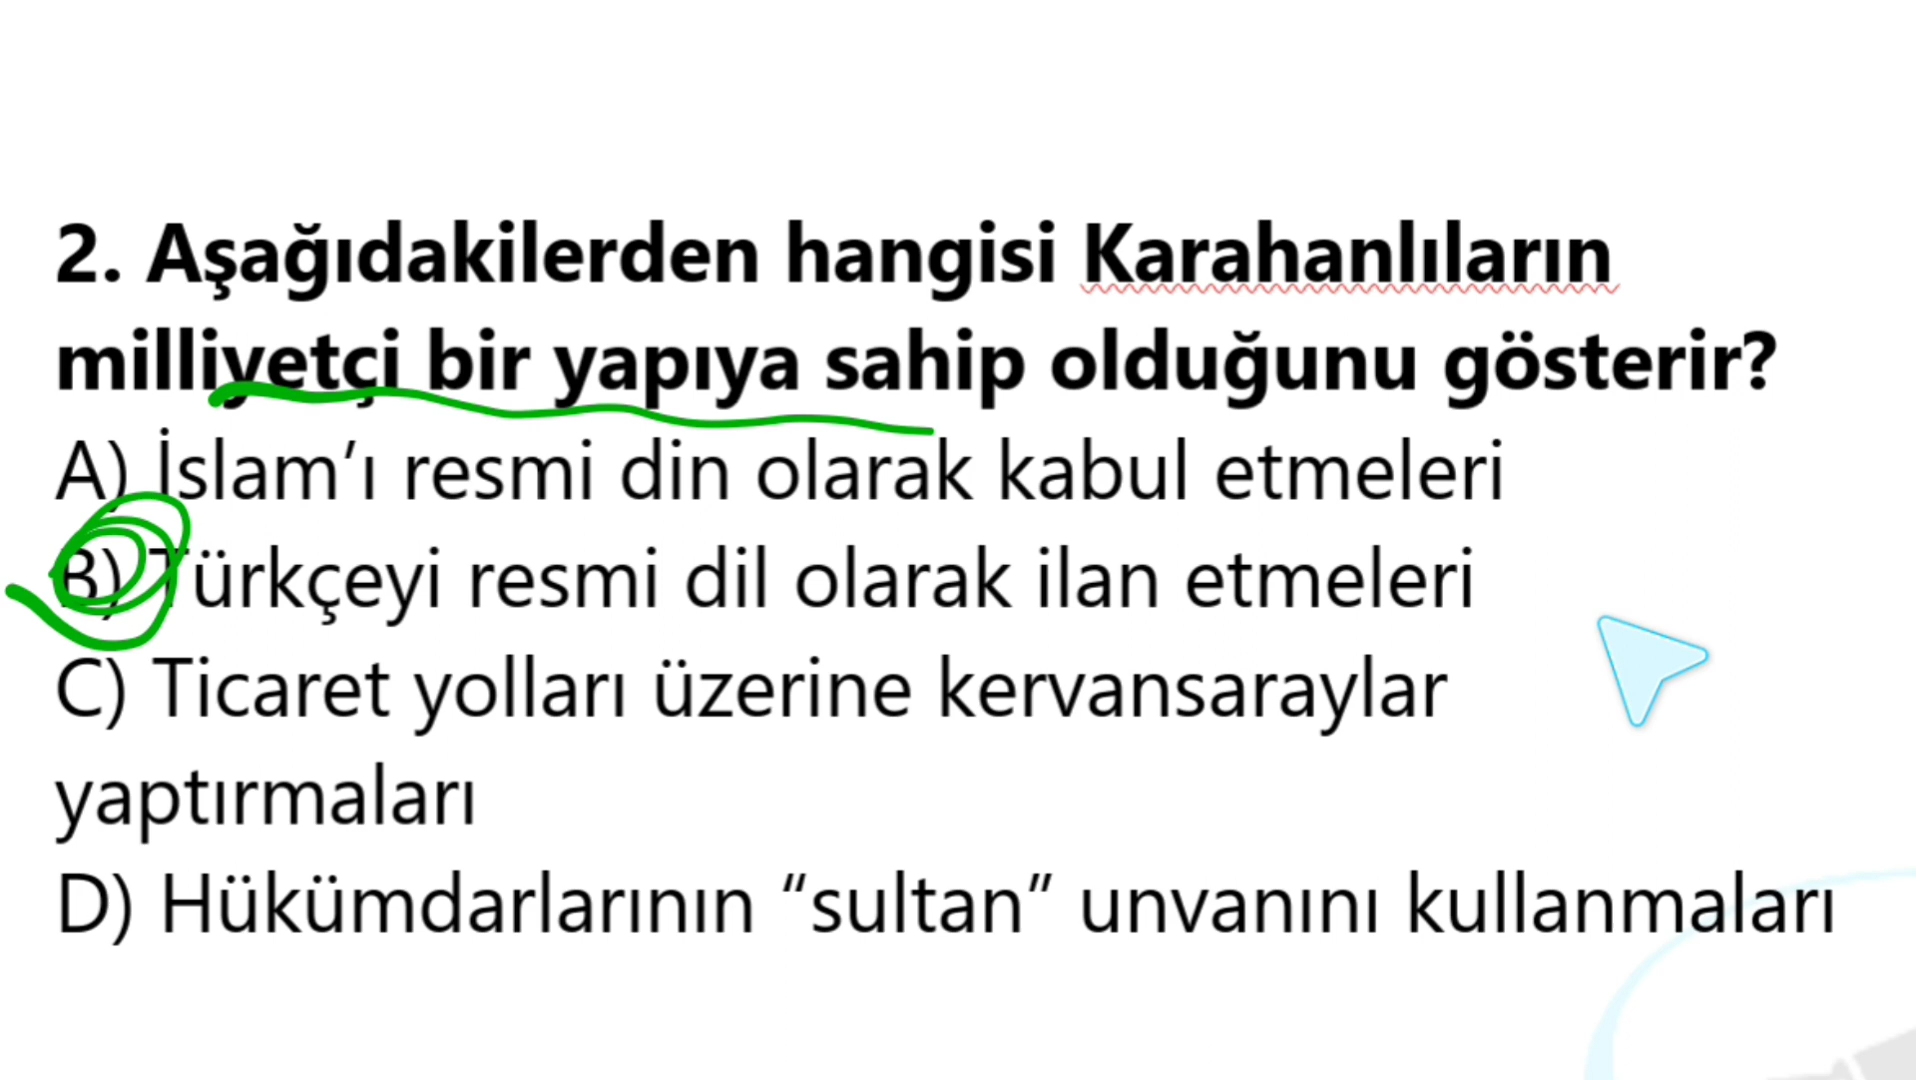 2. Aşağıdakilerden hangisi Karahanlıların
milliyetçi bir yapıya sahip olduğunu gösterir?
A) İslam’ı resmi din olarak kabul etmeleri
B) Türkçeyi resmi dil olarak ilan etmeleri
C) Ticaret yolları üzerine kervansaraylar
yaptırmaları
D) Hükümdarlarının “sultan” unvanını kullanmaları